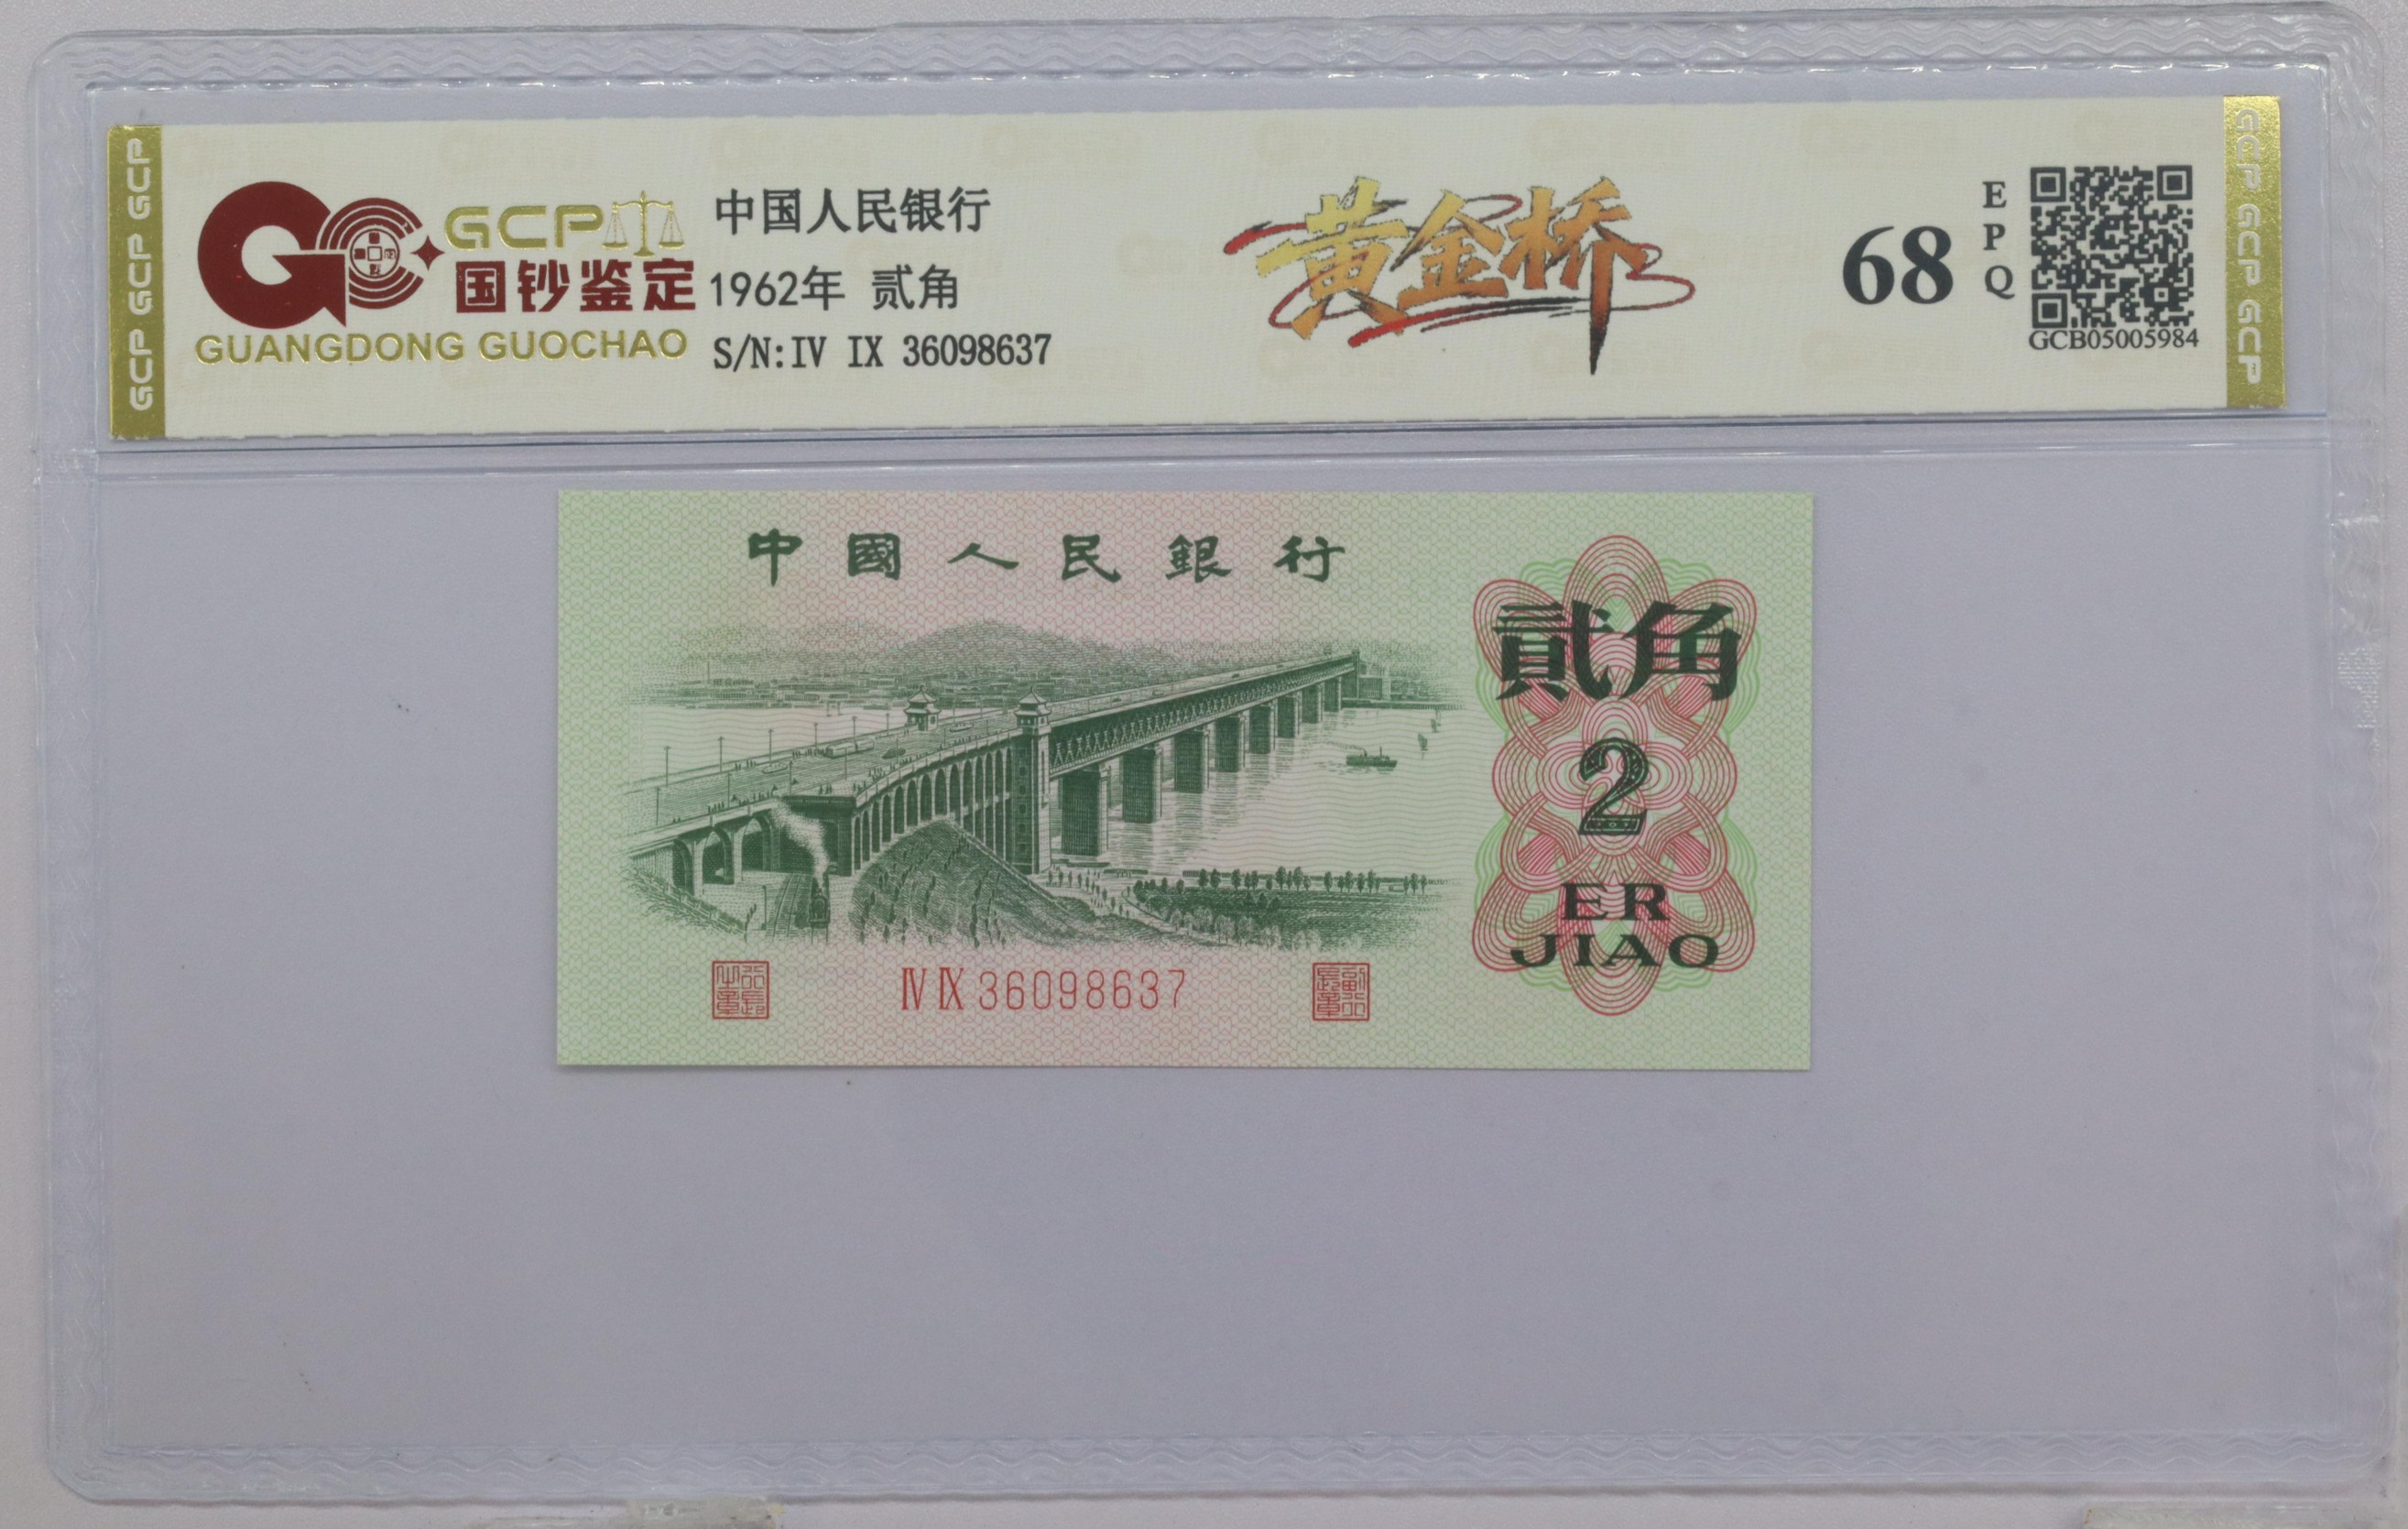 GCP GCP GCP
GCP
国钞鉴定
GUANGDONG GUOCHAO
中国人民银行
1962年 贰角
S/N:IV IX 36098637
黄金桥
68
EPQ
GCB05005984
GCP GCP GCP
中國人民銀行
貳角
2
ER
JIAO
IV IX 36098637